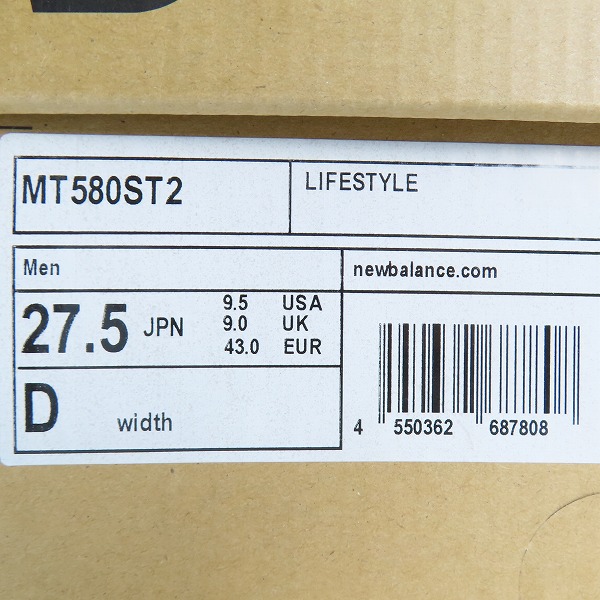 MT580ST2
LIFESTYLE
Men
newbalance.com
27.5 JPN
9.5 USA
9.0 UK
43.0 EUR
D width
4 550362 687808